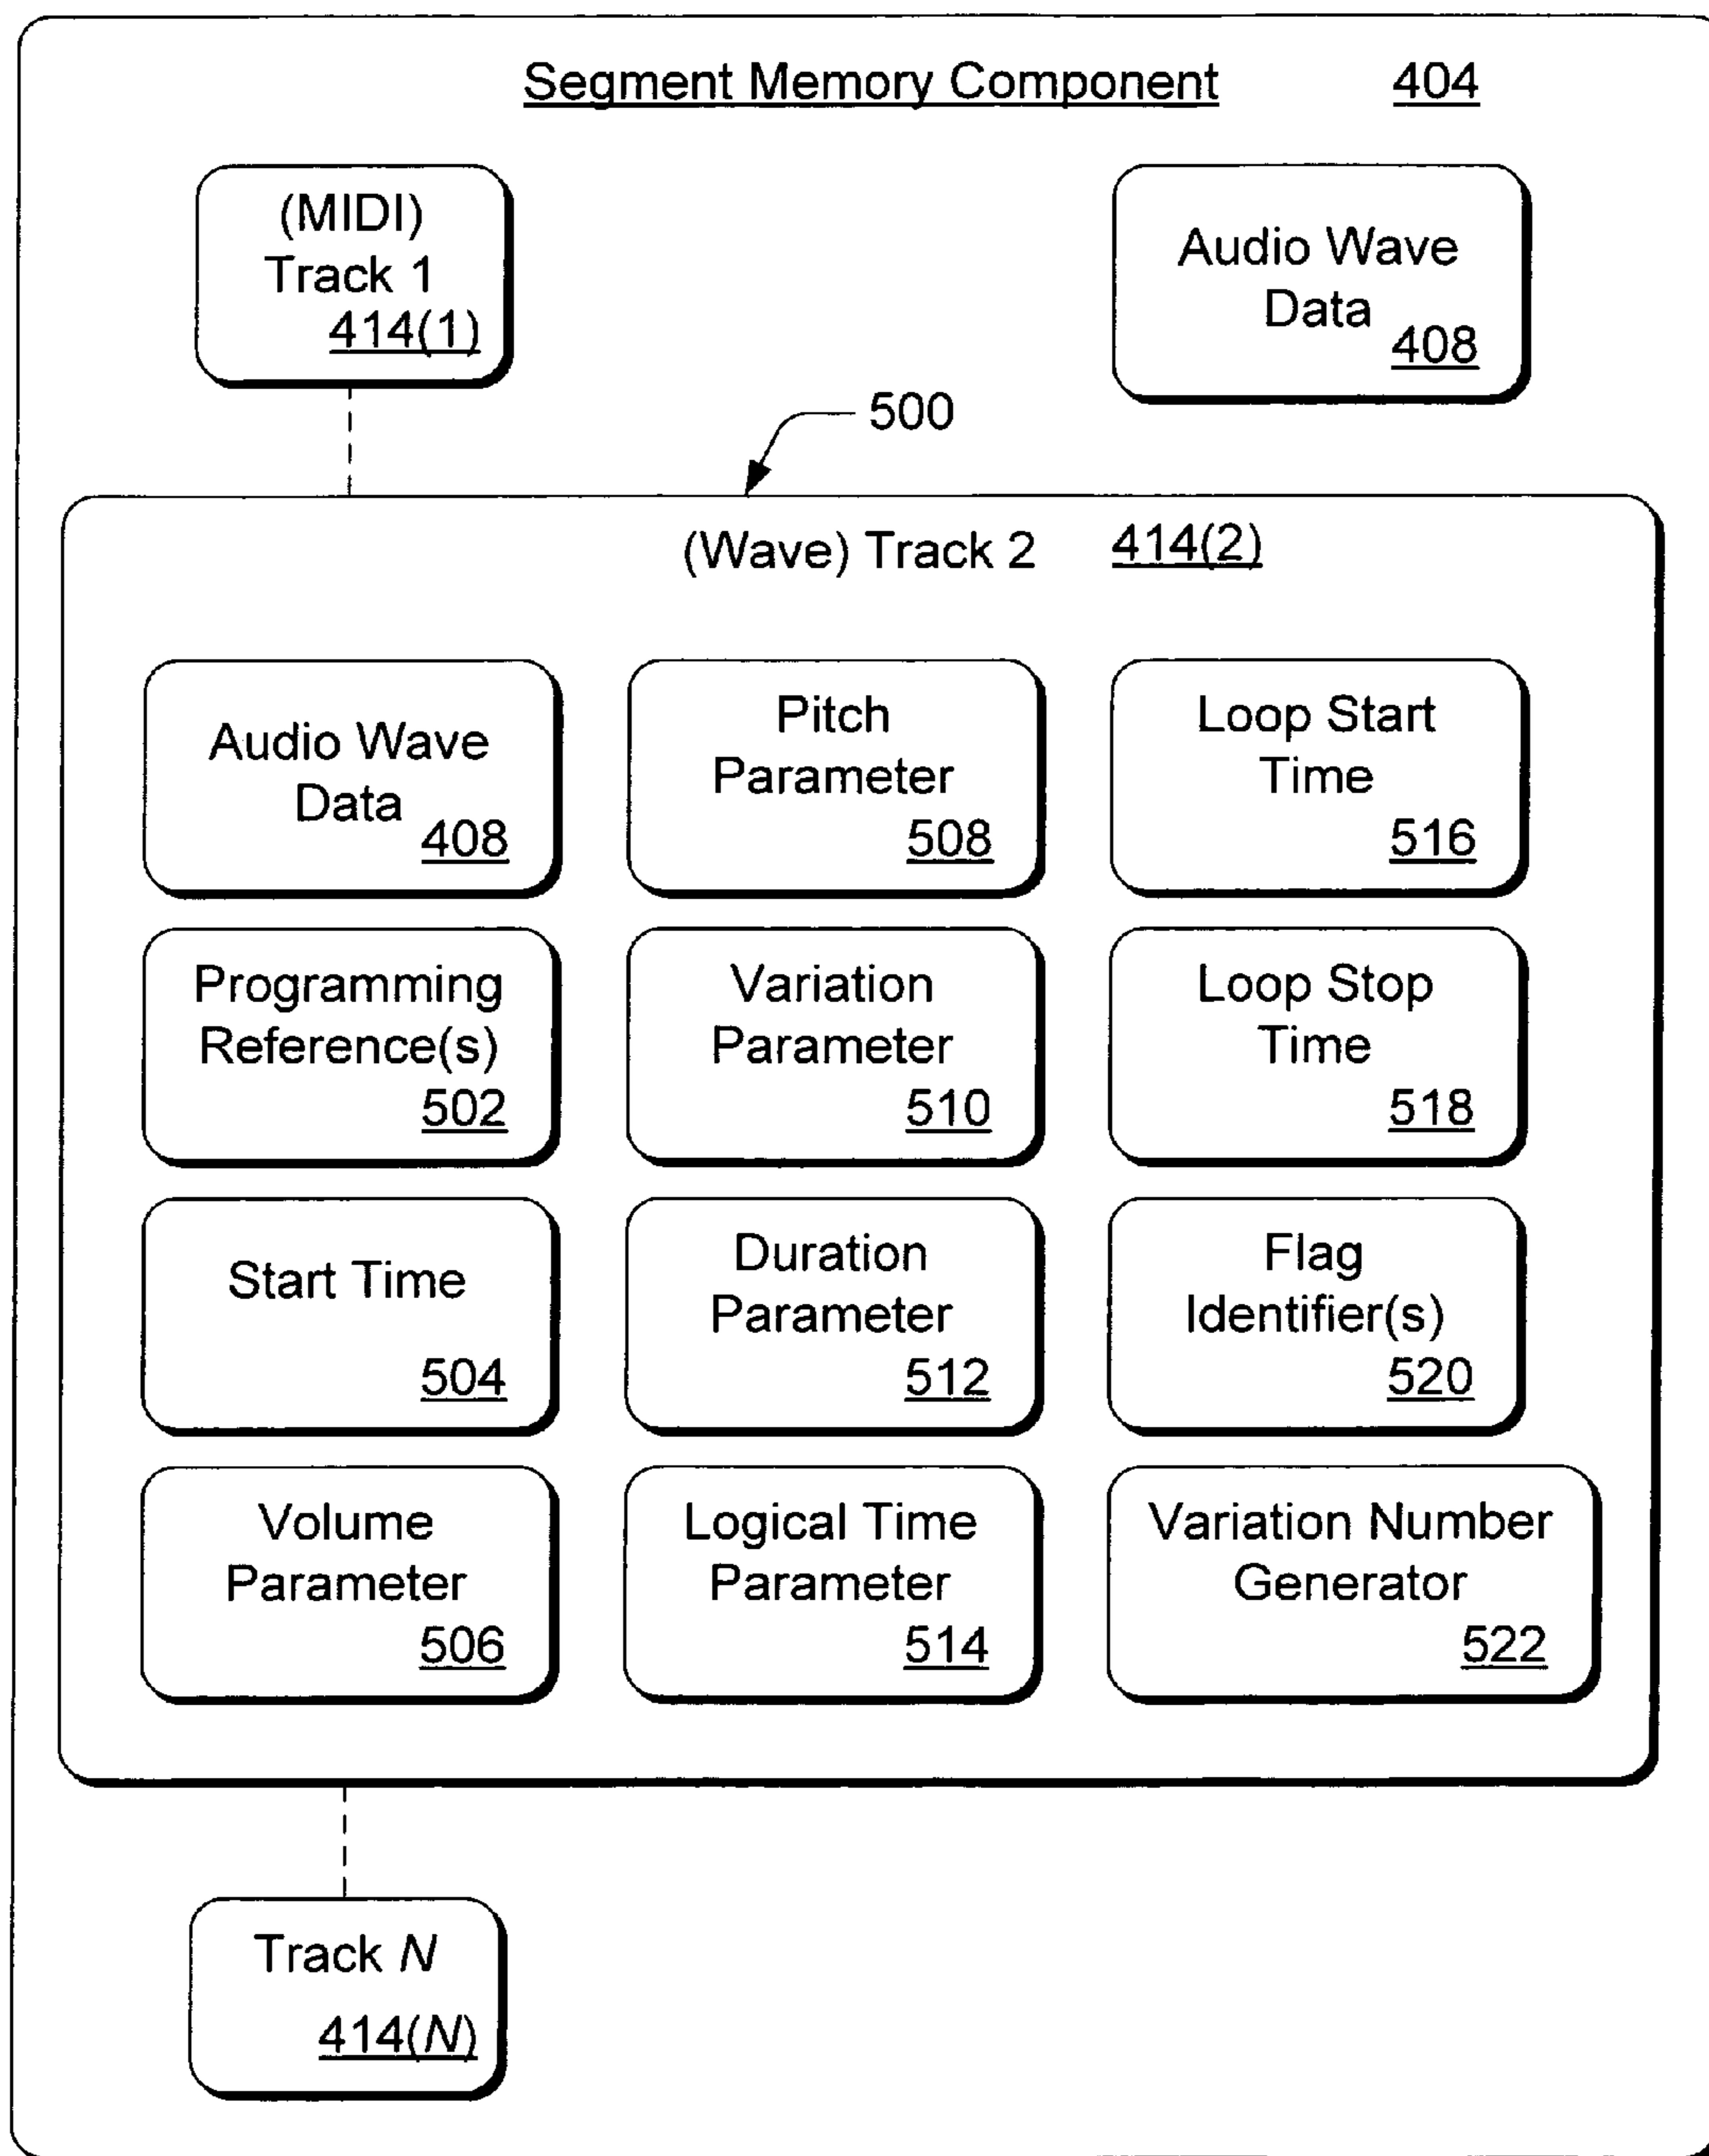 Segment Memory Component 404
(MIDI)
Track 1
414(1)
Audio Wave
Data
408
500
(Wave) Track 2 414(2)
Audio Wave
Data
408
Pitch
Parameter
508
Loop Start
Time
516
Programming
Reference(s)
502
Variation
Parameter
510
Loop Stop
Time
518
Start Time
504
Duration
Parameter
512
Flag
Identifier(s)
520
Volume
Parameter
506
Logical Time
Parameter
514
Variation Number
Generator
522
Track N
414(N)